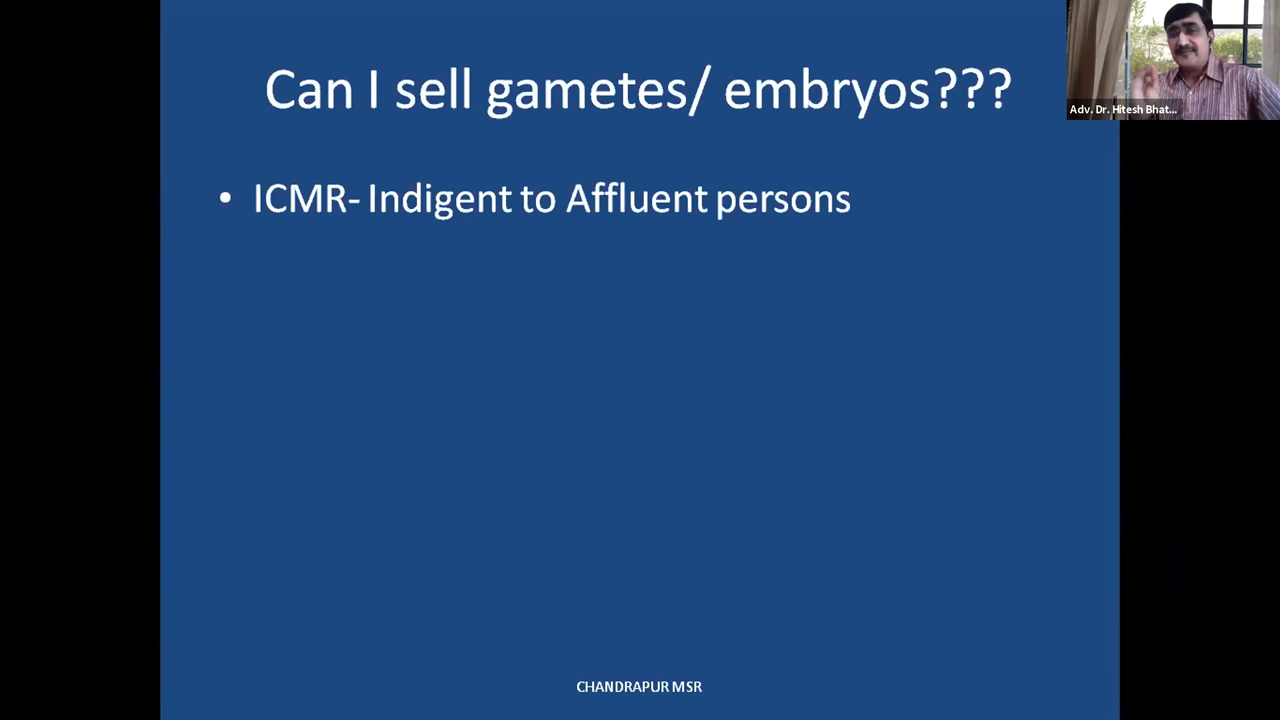 Can I sell gametes/ embryos???
Adv. Dr. Hitesh Bhat...
• ICMR- Indigent to Affluent persons
CHANDRAPUR MSR